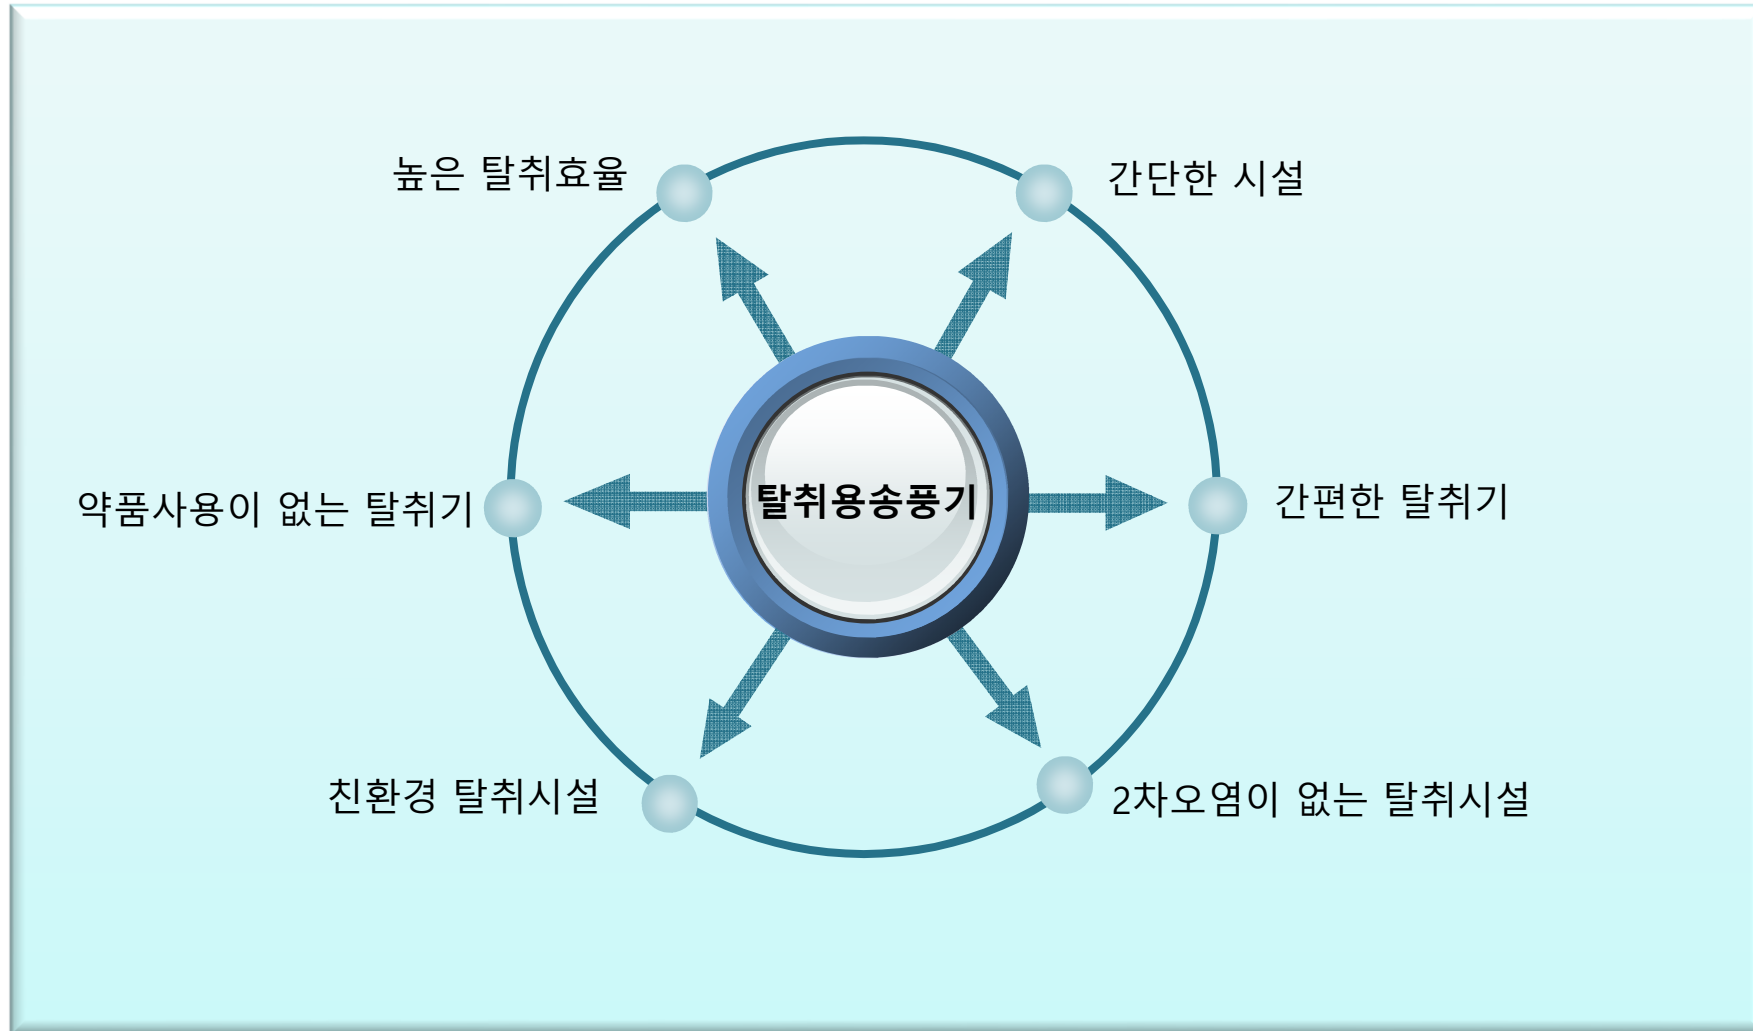 높은 탈취효율
간단한 시설
약품사용이 없는 탈취기
탈취용송풍기
간편한 탈취기
친환경 탈취시설
2차오염이 없는 탈취시설